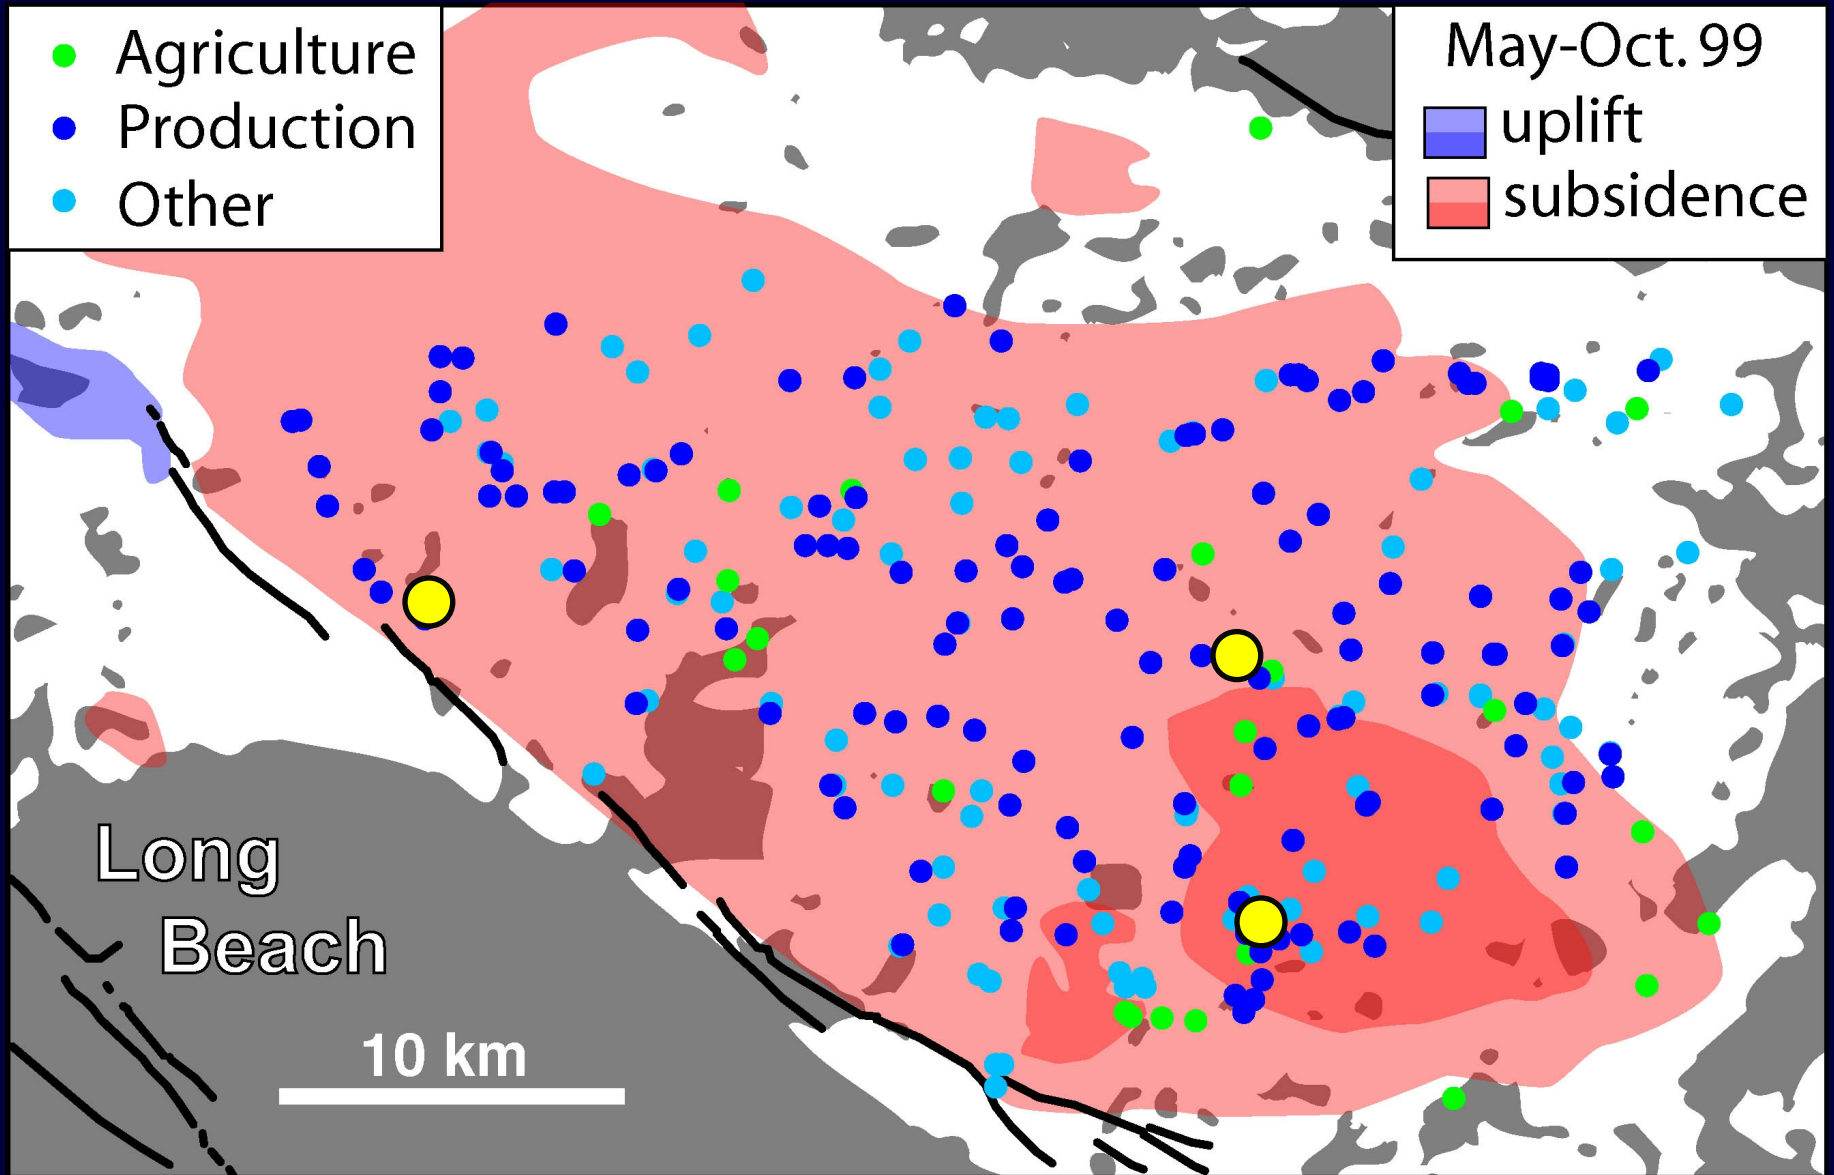 Agriculture
Production
Other
May-Oct. 99
uplift
subsidence
Long
Beach
10 km